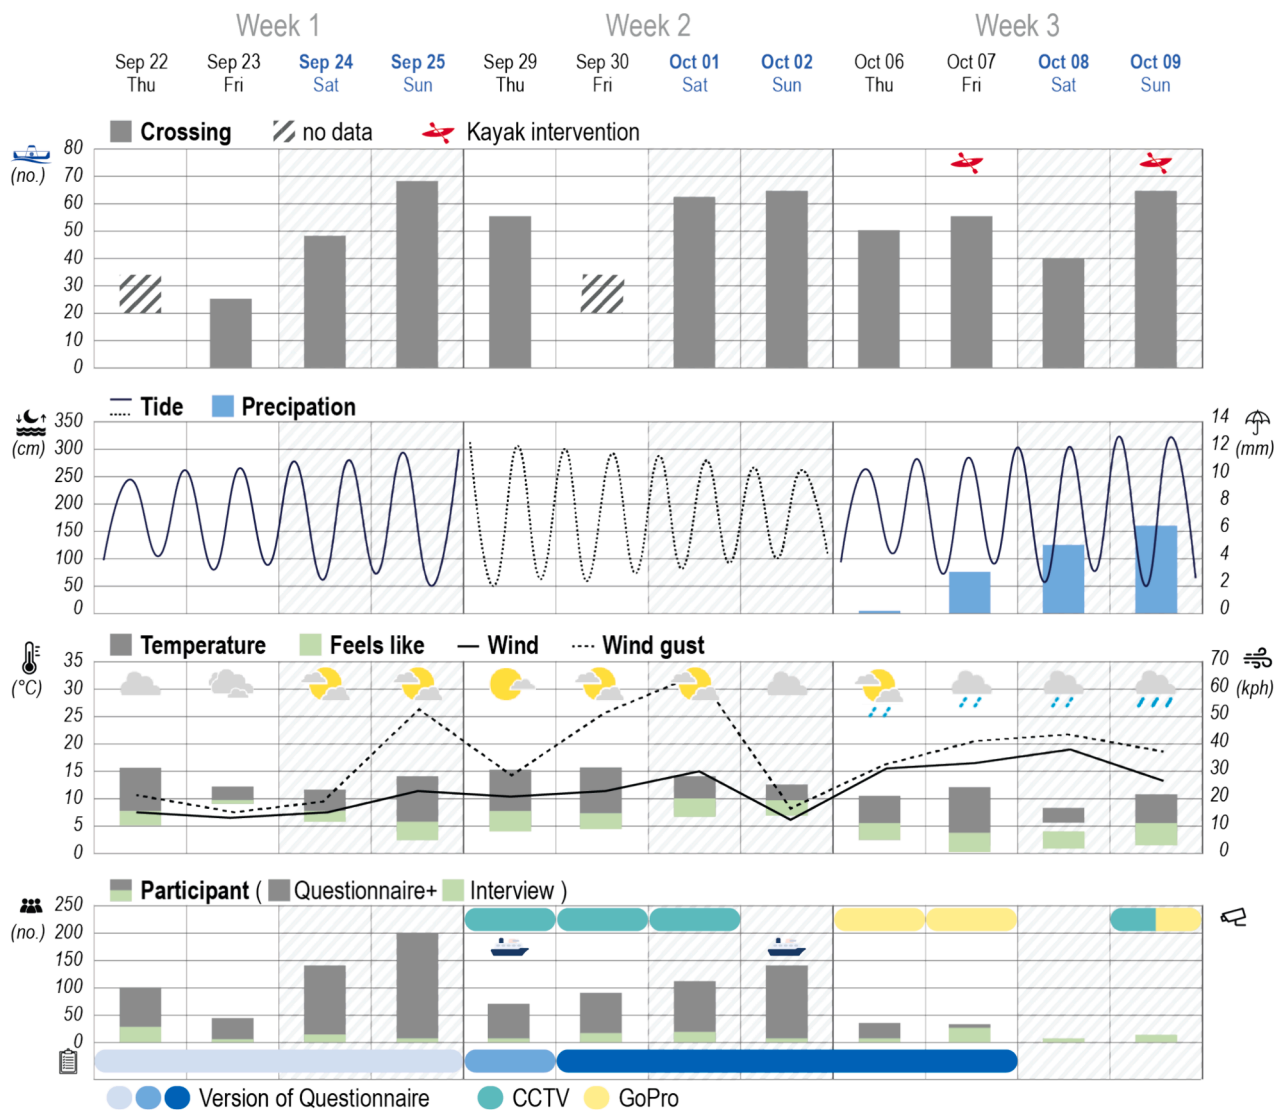 Week 1 Week 2 Week 3
Sep 22 Sep 23 Sep 24 Sep 25 Sep 29 Sep 30 Oct 01 Oct 02 Oct 06 Oct 07 Oct 08 Oct 09
Thu Fri Sat Sun Thu Fri Sat Sun Thu Fri Sat Sun
Crossing no data Kayak intervention
80
(no.)
70
60
50
40
30
20
10
0
Tide Precipation
350 14
(cm) 300 12 (mm)
250 10
200 8
150 6
100 4
50 2
0 0
Temperature Feels like Wind Wind gust
35 70
(°C) 30 60 (kph)
25 50
20 40
15 30
10 20
5 10
0 0
Participant ( Questionnaire+ Interview )
250
(no.) 200
150
100
50
0
Version of Questionnaire CCTV GoPro